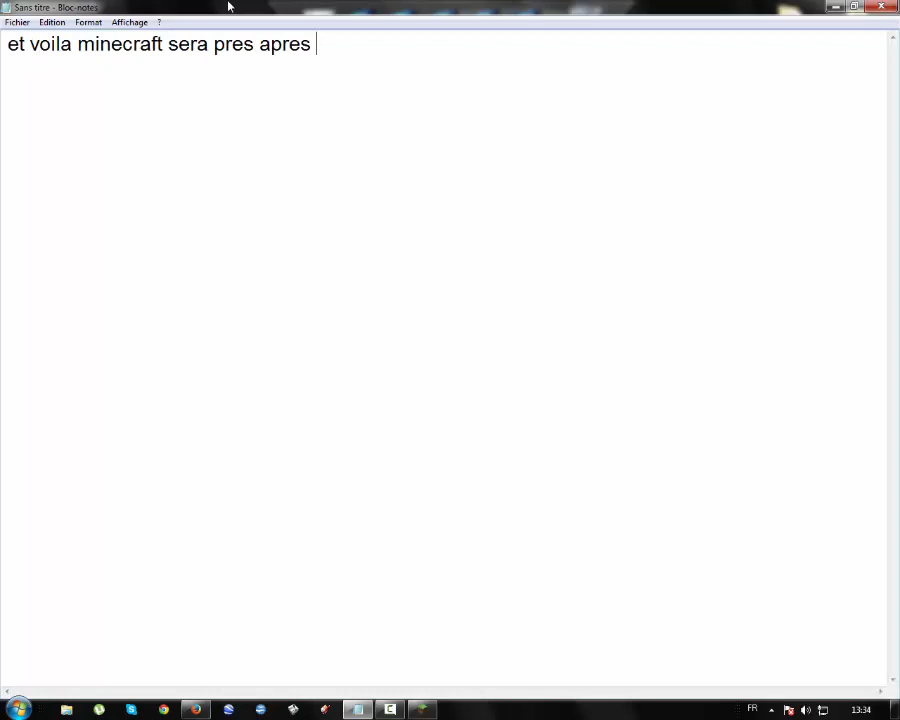 Sans titre - Bloc-notes
Fichier Edition Format Affichage ?
et voila minecraft sera pres apres
FR 13:34